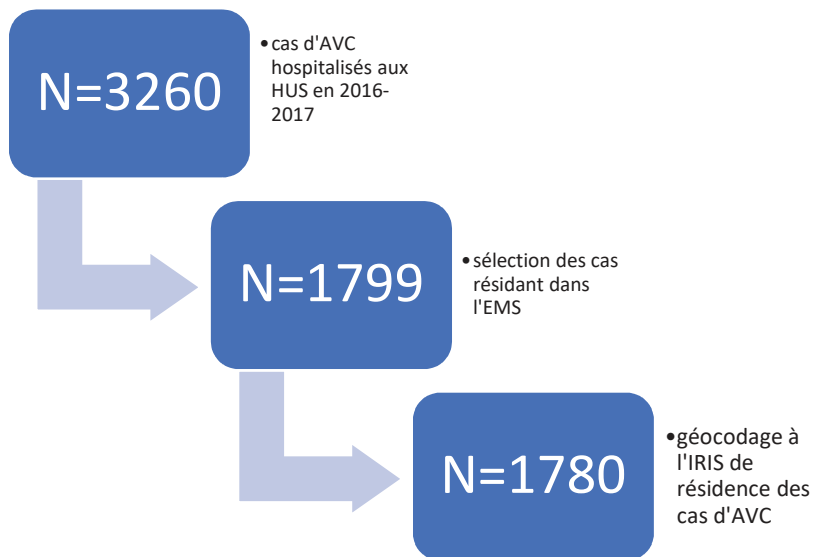 N=3260
•cas d'AVC
hospitalisés aux
HUS en 2016-
2017
N=1799
•sélection des cas
résidant dans
l'EMS
N=1780
•géocodage à
l'IRIS de
résidence des
cas d'AVC